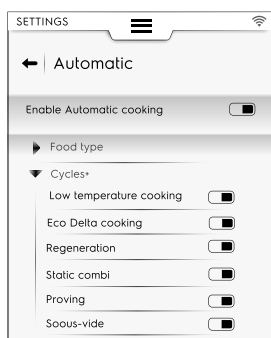 SETTINGS
Automatic
Enable Automatic cooking
Food type
Cycles+
Low temperature cooking
Eco Delta cooking
Regeneration
Static combi
Proving
Soous-vide